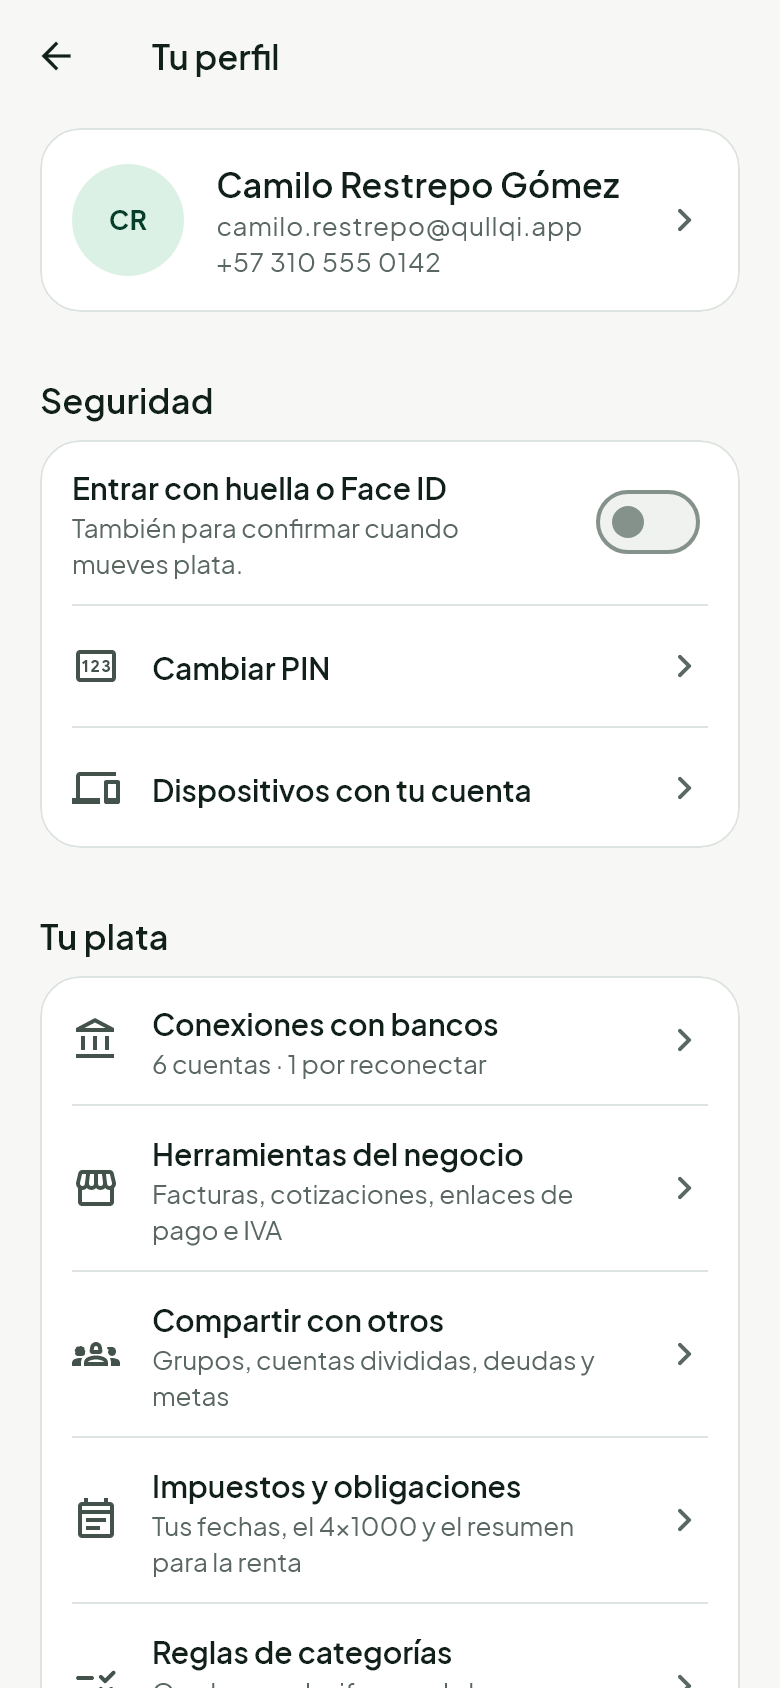 Tu perfil
CR
Camilo Restrepo Gómez
camilo.restrepo@qullqi.app
+57 310 555 0142
Seguridad
Entrar con huella o Face ID
También para confirmar cuando
mueves plata.
123
Cambiar PIN
Dispositivos con tu cuenta
Tu plata
Conexiones con bancos
6 cuentas · 1 por reconectar
Herramientas del negocio
Facturas, cotizaciones, enlaces de
pago e IVA
Compartir con otros
Grupos, cuentas divididas, deudas y
metas
Impuestos y obligaciones
Tus fechas, el 4×1000 y el resumen
para la renta
Reglas de categorías